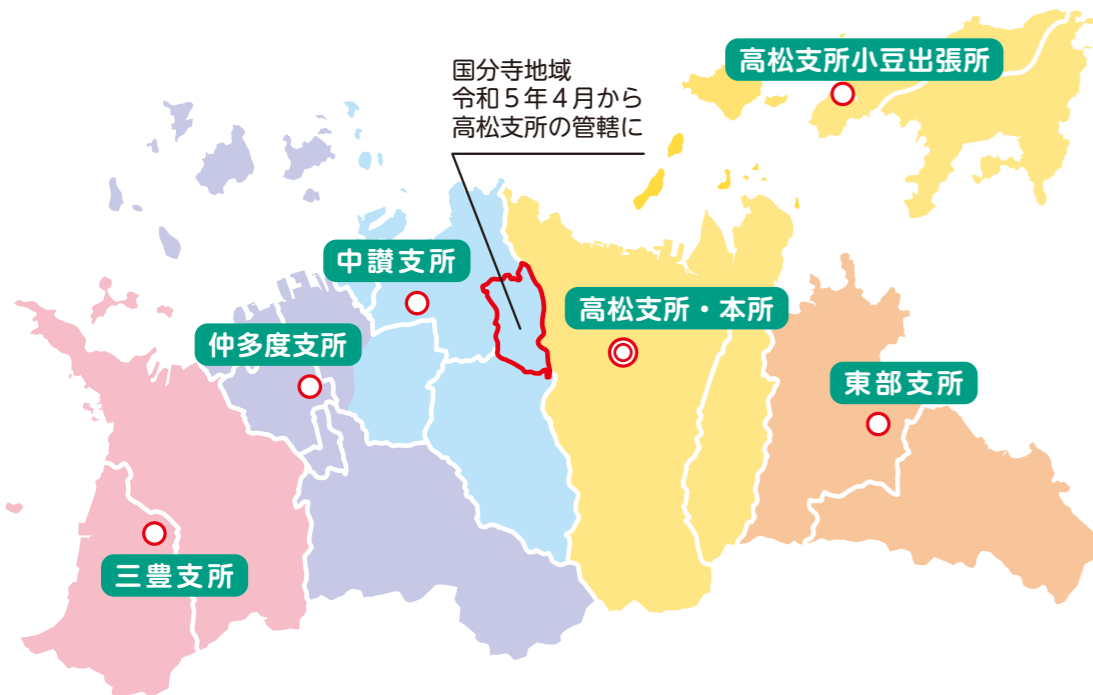 高松支所小豆出張所
国分寺地域
令和5年4月から
高松支所の管轄に
中讃支所
高松支所・本所
仲多度支所
東部支所
三豊支所